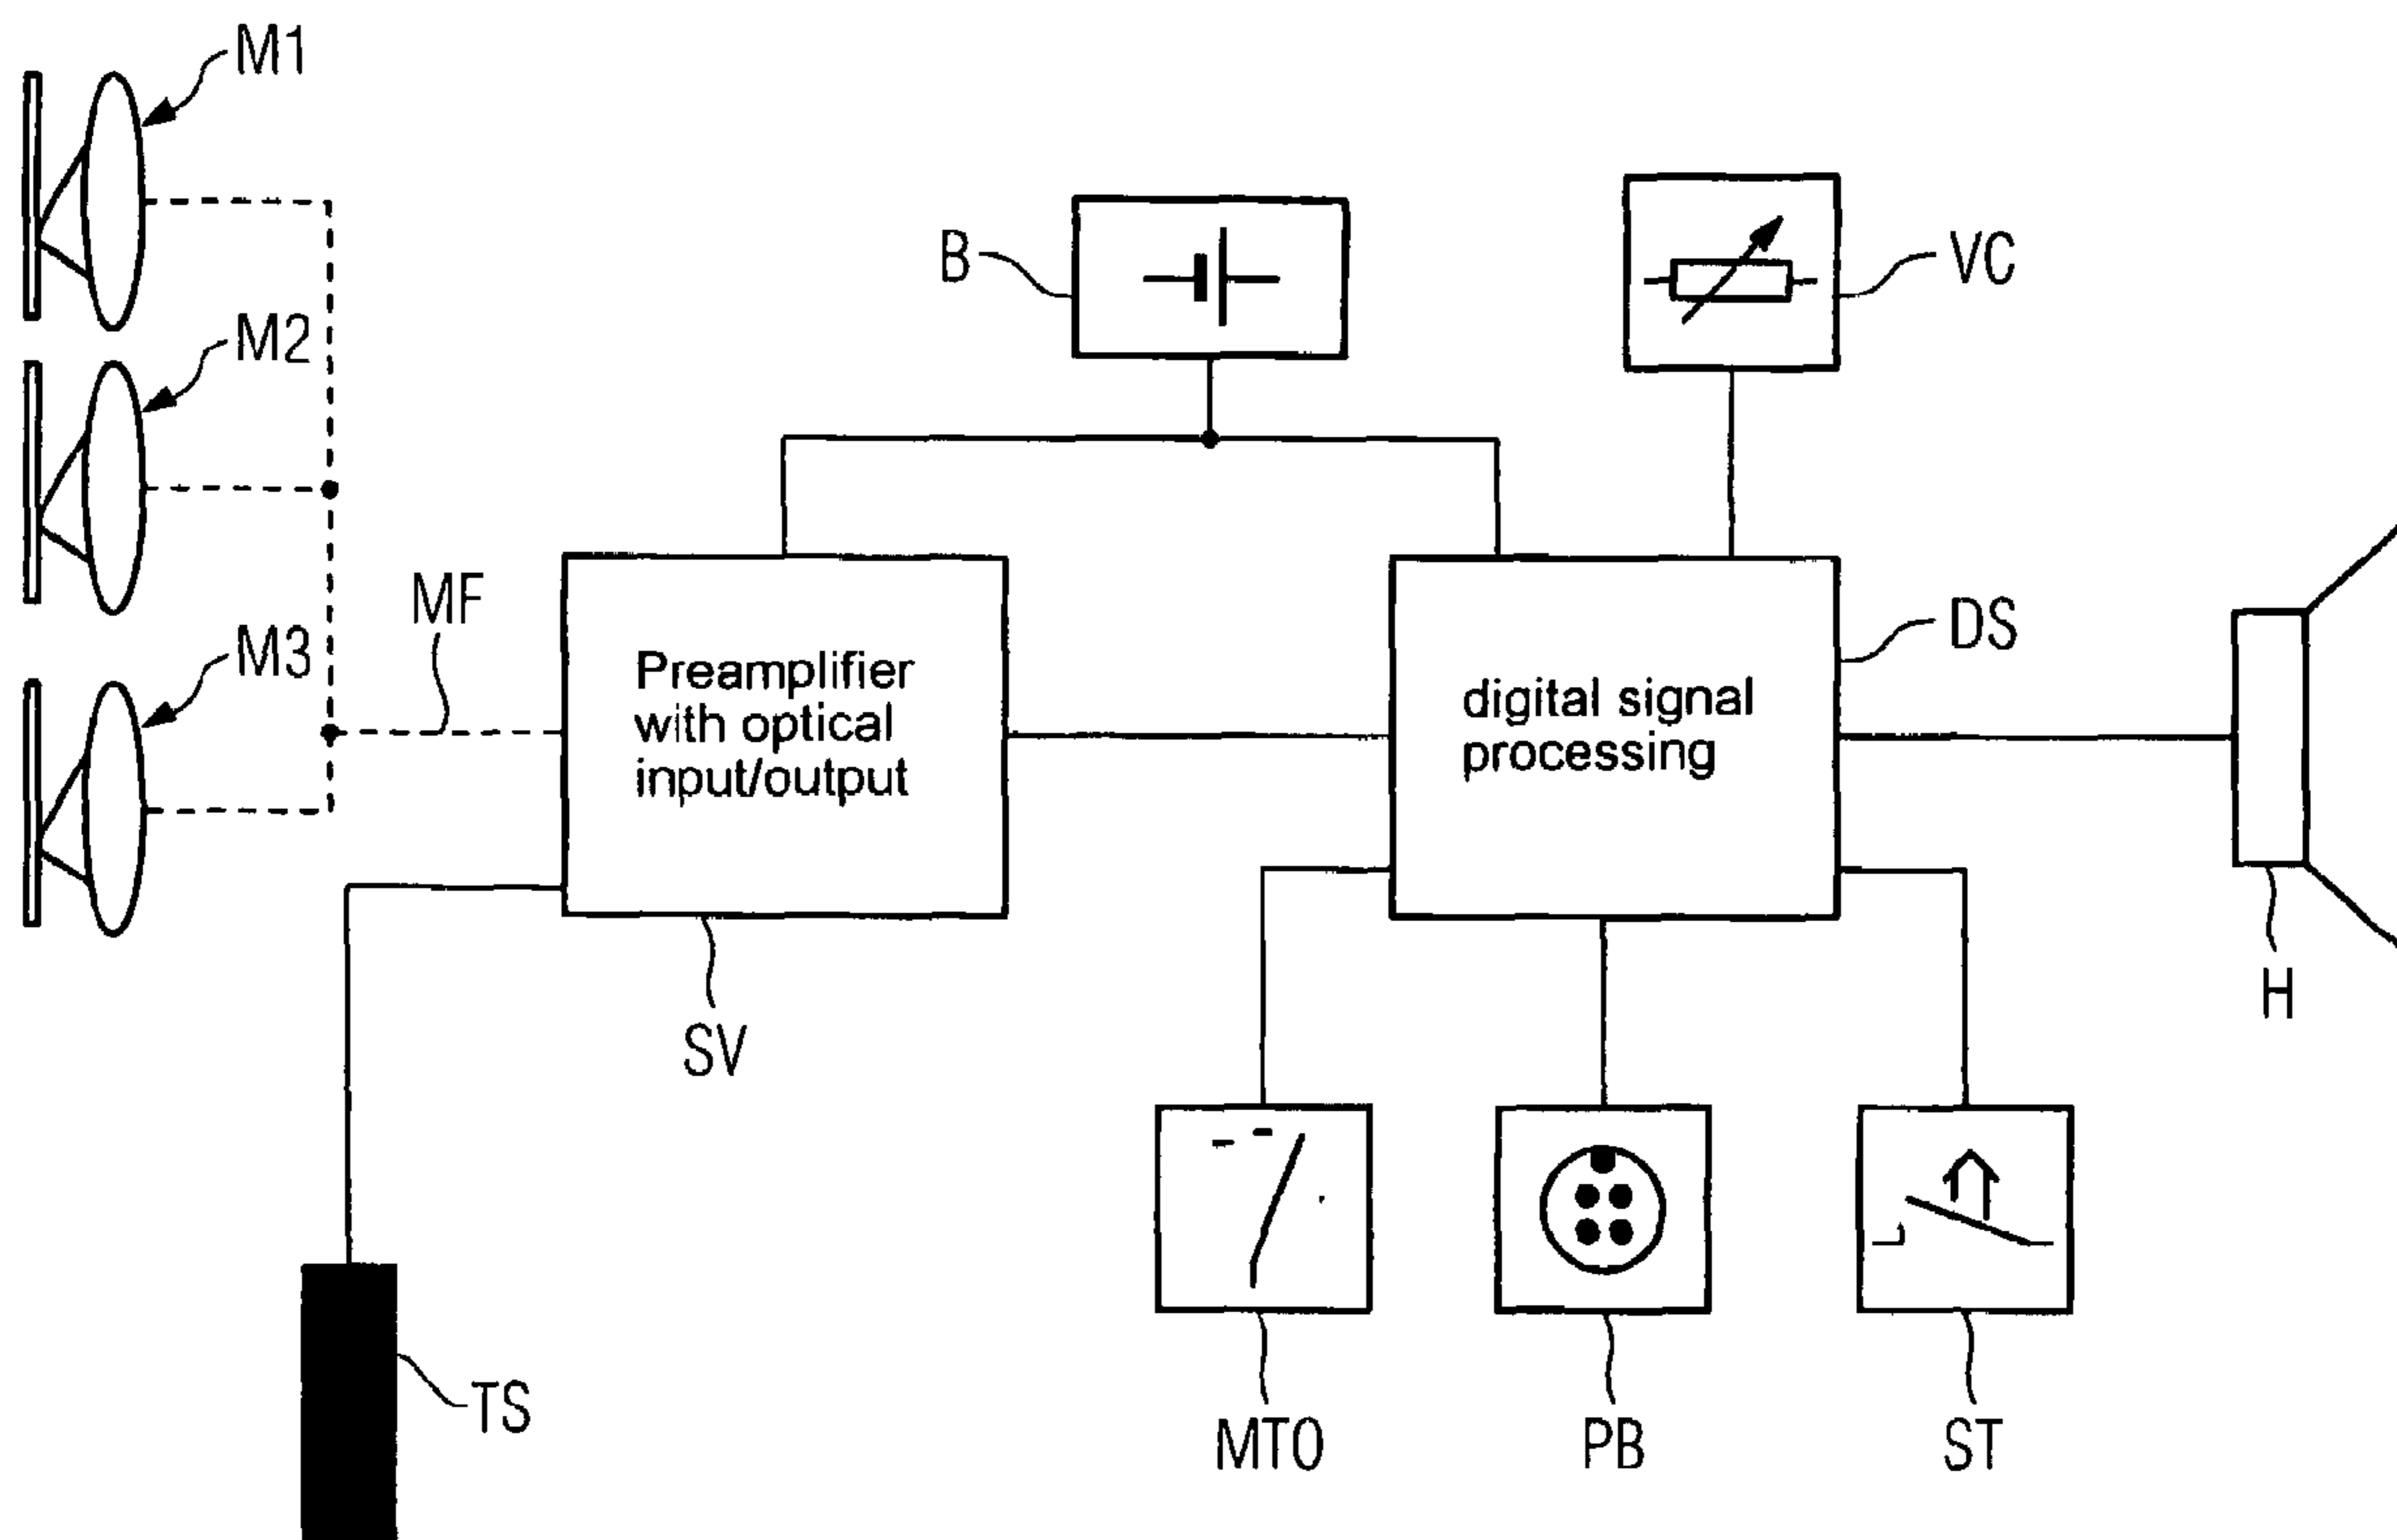 M1
M2
M3
MF
B
VC
Preamplifier
with optical
input/output
digital signal
processing
DS
SV
H
TS
MTO
PB
ST